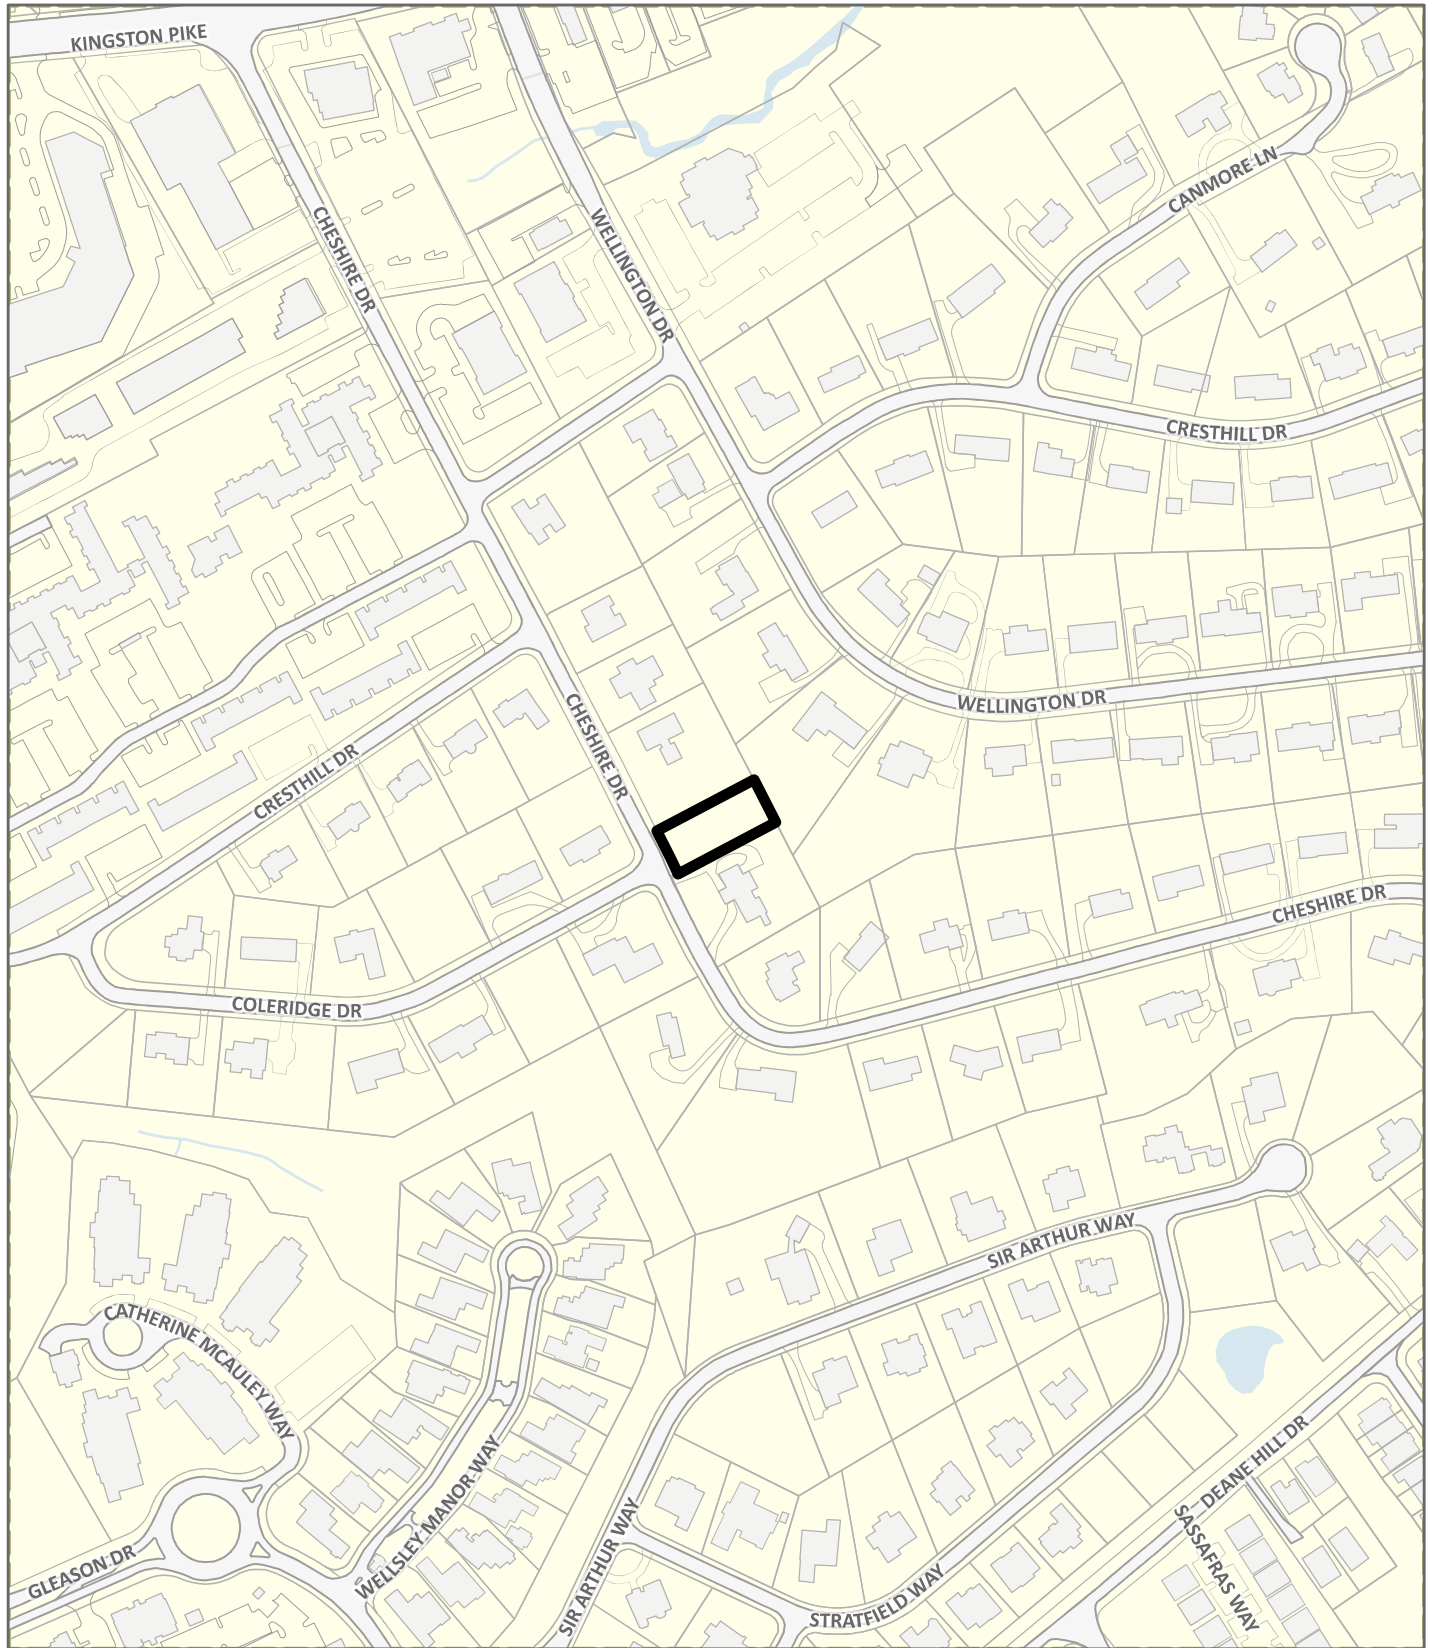 KINGSTON PIKE
CANMORE LN
CHESHIRE DR
WELLINGTON DR
CRESTHILL DR
WELLINGTON DR
CHESHIRE DR
CRESTHILL DR
CHESHIRE DR
COLERIDGE DR
SIR ARTHUR WAY
CATHERINE MCAULEY WAY
DEANE HILL DR
WELLSLEY MANOR WAY
SIR ARTHUR WAY
SASSAFRAS WAY
GLEASON DR
STRATFIELD WAY